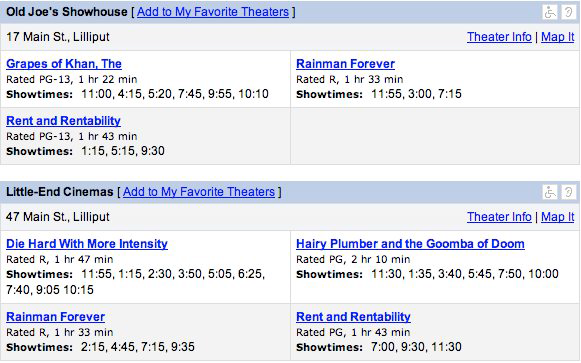 Old Joe's Showhouse [ Add to My Favorite Theaters ]
17 Main St., Lilliput
Theater Info | Map It
Grapes of Khan, The
Rated PG-13, 1 hr 22 min
Showtimes: 11:00, 4:15, 5:20, 7:45, 9:55, 10:10
Rainman Forever
Rated R, 1 hr 33 min
Showtimes: 11:55, 3:00, 7:15
Rent and Rentability
Rated PG-13, 1 hr 43 min
Showtimes: 1:15, 5:15, 9:30
Little-End Cinemas [ Add to My Favorite Theaters ]
47 Main St., Lilliput
Theater Info | Map It
Die Hard With More Intensity
Rated R, 1 hr 47 min
Showtimes: 11:55, 1:15, 2:30, 3:50, 5:05, 6:25,
7:40, 9:05 10:15
Hairy Plumber and the Goomba of Doom
Rated PG, 2 hr 10 min
Showtimes: 11:30, 1:35, 3:40, 5:45, 7:50, 10:00
Rainman Forever
Rated R, 1 hr 33 min
Showtimes: 2:15, 4:45, 7:15, 9:35
Rent and Rentability
Rated PG, 1 hr 43 min
Showtimes: 7:00, 9:30, 11:30